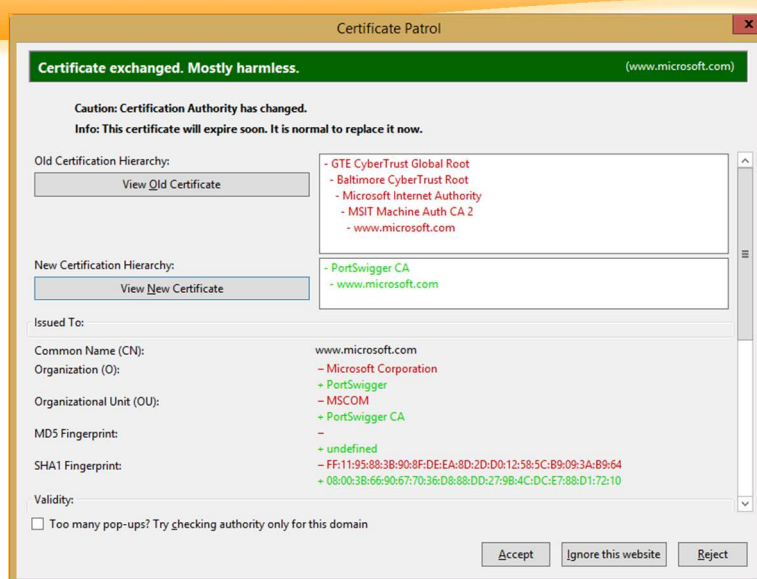 Certificate Patrol
x
Certificate exchanged. Mostly harmless. (www.microsoft.com)
Caution: Certification Authority has changed.
Info: This certificate will expire soon. It is normal to replace it now.
Old Certification Hierarchy:
View Old Certificate
- GTE CyberTrust Global Root
- Baltimore CyberTrust Root
- Microsoft Internet Authority
- MSIT Machine Auth CA 2
- www.microsoft.com
New Certification Hierarchy:
View New Certificate
- PortSwigger CA
- www.microsoft.com
Issued To:
Common Name (CN): www.microsoft.com
Organization (O): – Microsoft Corporation
+ PortSwigger
Organizational Unit (OU): – MSCOM
+ PortSwigger CA
MD5 Fingerprint: –
+ undefined
SHA1 Fingerprint: – FF:11:95:88:3B:90:8F:DE:EA:8D:2D:D0:12:58:5C:B9:09:3A:B9:64
+ 08:00:3B:66:90:67:70:36:D8:88:DD:27:9B:4C:DC:E7:88:D1:72:10
Validity:
Too many pop-ups? Try checking authority only for this domain
Accept Ignore this website Reject